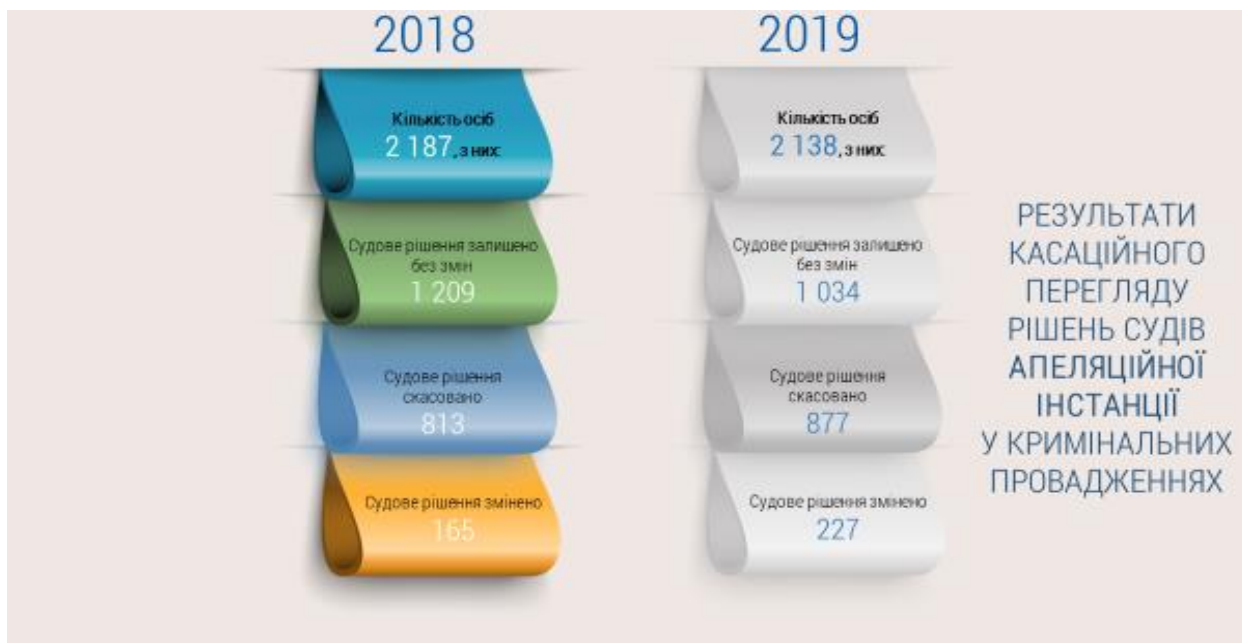 2018
Кількість осіб
2 187, з них:
Судове рішення залишено
без змін
1 209
Судове рішення
скасовано
813
Судове рішення змінено
165
2019
Кількість осіб
2 138, з них:
Судове рішення залишено
без змін
1 034
Судове рішення
скасовано
877
Судове рішення змінено
227
РЕЗУЛЬТАТИ
КАСАЦІЙНОГО
ПЕРЕГЛЯДУ
РІШЕНЬ СУДІВ
АПЕЛЯЦІЙНОЇ
ІНСТАНЦІЇ
У КРИМІНАЛЬНИХ
ПРОВАДЖЕННЯХ